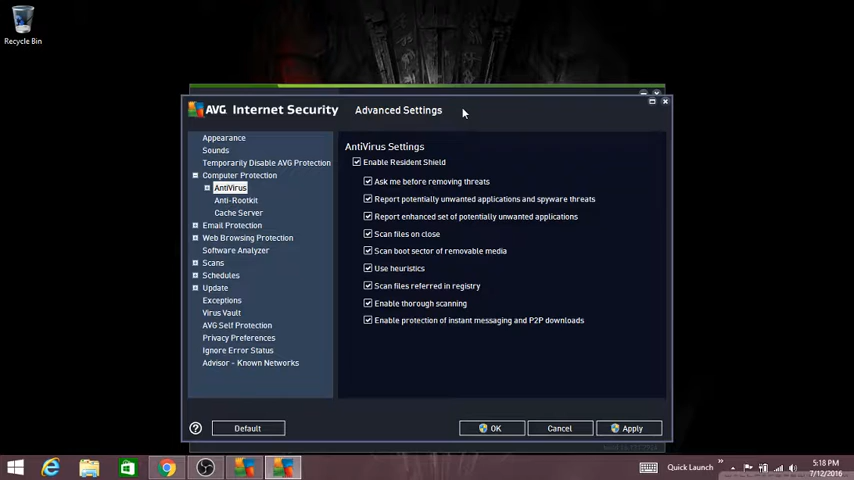 Recycle Bin
AVG Internet Security Advanced Settings
Appearance
Sounds
Temporarily Disable AVG Protection
Computer Protection
AntiVirus
Anti-Rootkit
Cache Server
Email Protection
Web Browsing Protection
Software Analyzer
Scans
Schedules
Update
Exceptions
Virus Vault
AVG Self Protection
Privacy Preferences
Ignore Error Status
Advisor - Known Networks
AntiVirus Settings
Enable Resident Shield
Ask me before removing threats
Report potentially unwanted applications and spyware threats
Report enhanced set of potentially unwanted applications
Scan files on close
Scan boot sector of removable media
Use heuristics
Scan files referred in registry
Enable thorough scanning
Enable protection of instant messaging and P2P downloads
Default
OK
Cancel
Apply
Quick Launch
5:18 PM
7/12/2016